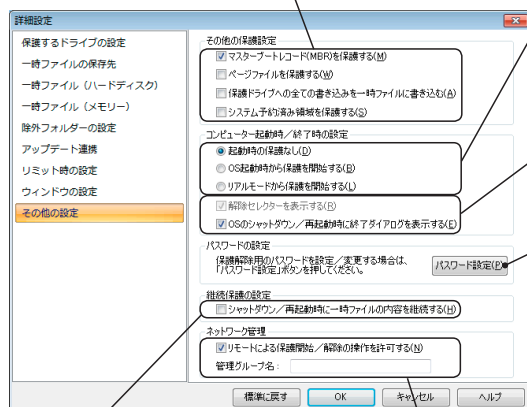 詳細設定
保護するドライブの設定
一時ファイルの保存先
一時ファイル（ハードディスク）
一時ファイル（メモリー）
除外フォルダーの設定
アップデート連携
リミット時の設定
ウィンドウの設定
その他の設定
その他の保護設定
マスターブートレコード(MBR)を保護する(M)
ページファイルを保護する(W)
保護ドライブへの全ての書き込みを一時ファイルに書き込む(A)
システム予約済み領域を保護する(S)
コンピューター起動時／終了時の設定
起動時の保護なし(D)
OS起動時から保護を開始する(B)
リアルモードから保護を開始する(L)
解除セレクターを表示する(R)
OSのシャットダウン／再起動時に終了ダイアログを表示する(E)
パスワードの設定
保護解除用のパスワードを設定／変更する場合は、
「パスワード設定」ボタンを押してください。
パスワード設定(P)
継続保護の設定
シャットダウン／再起動時に一時ファイルの内容を継続する(H)
ネットワーク管理
リモートによる保護開始／解除の操作を許可する(N)
管理グループ名：
標準に戻す
OK
キャンセル
ヘルプ